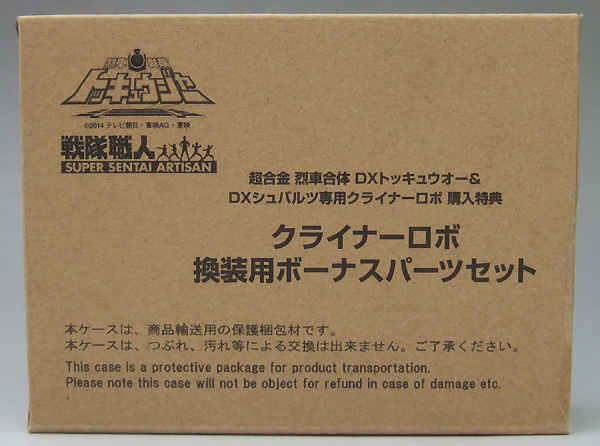 烈車戦隊
トッキュウジャー
©2014 テレビ朝日・東映AG・東映
戦隊職人
SUPER SENTAI ARTISAN
超合金 烈車合体 DXトッキュウオー&
DXシュバルツ専用クライナーロボ 購入特典
クライナーロボ
換装用ボーナスパーツセット
本ケースは、商品輸送用の保護梱包材です。
本ケースは、つぶれ、汚れ等による交換は出来ません。ご了承ください。
This case is a protective package for product transportation.
Please note this case will not be object for refund in case of damage etc.